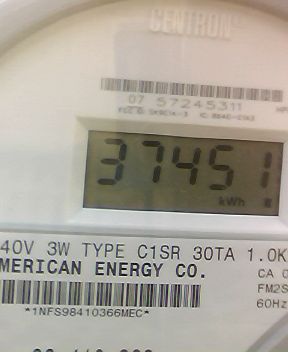 CENTRON
07 57245311
37451
kWh
40V 3W TYPE C1SR 30TA 1.0K
MERICAN ENERGY CO.
CA 0
FM2S
60Hz
*1NFS98410366MEC*